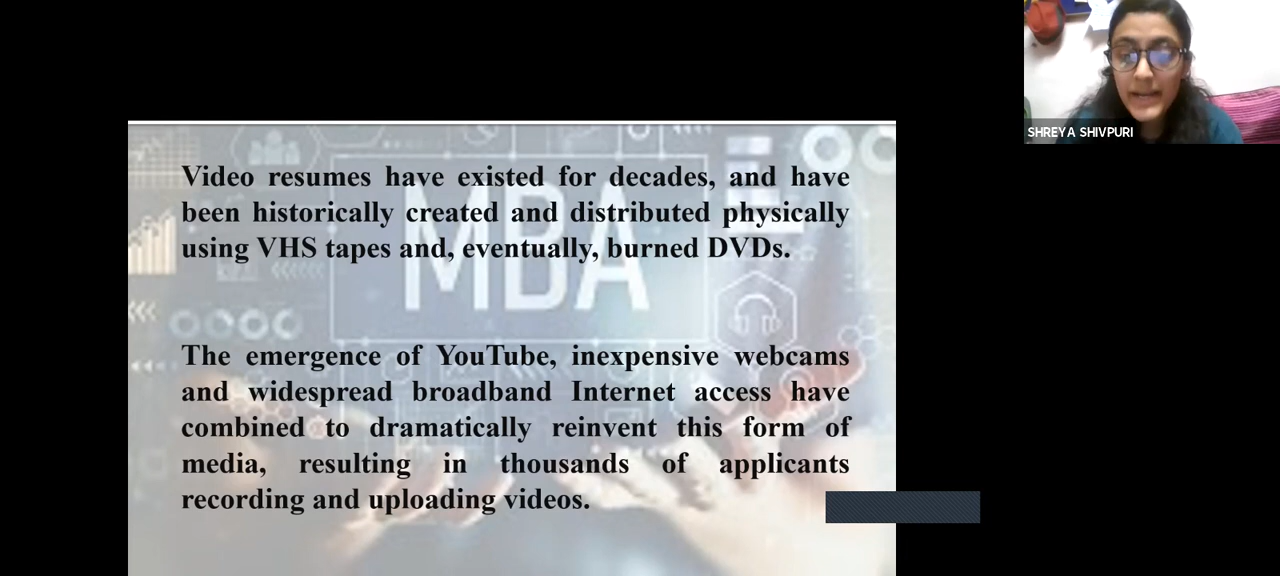 SHREYA SHIVPURI
MBA
Video resumes have existed for decades, and have
been historically created and distributed physically
using VHS tapes and, eventually, burned DVDs.
The emergence of YouTube, inexpensive webcams
and widespread broadband Internet access have
combined to dramatically reinvent this form of
media, resulting in thousands of applicants
recording and uploading videos.